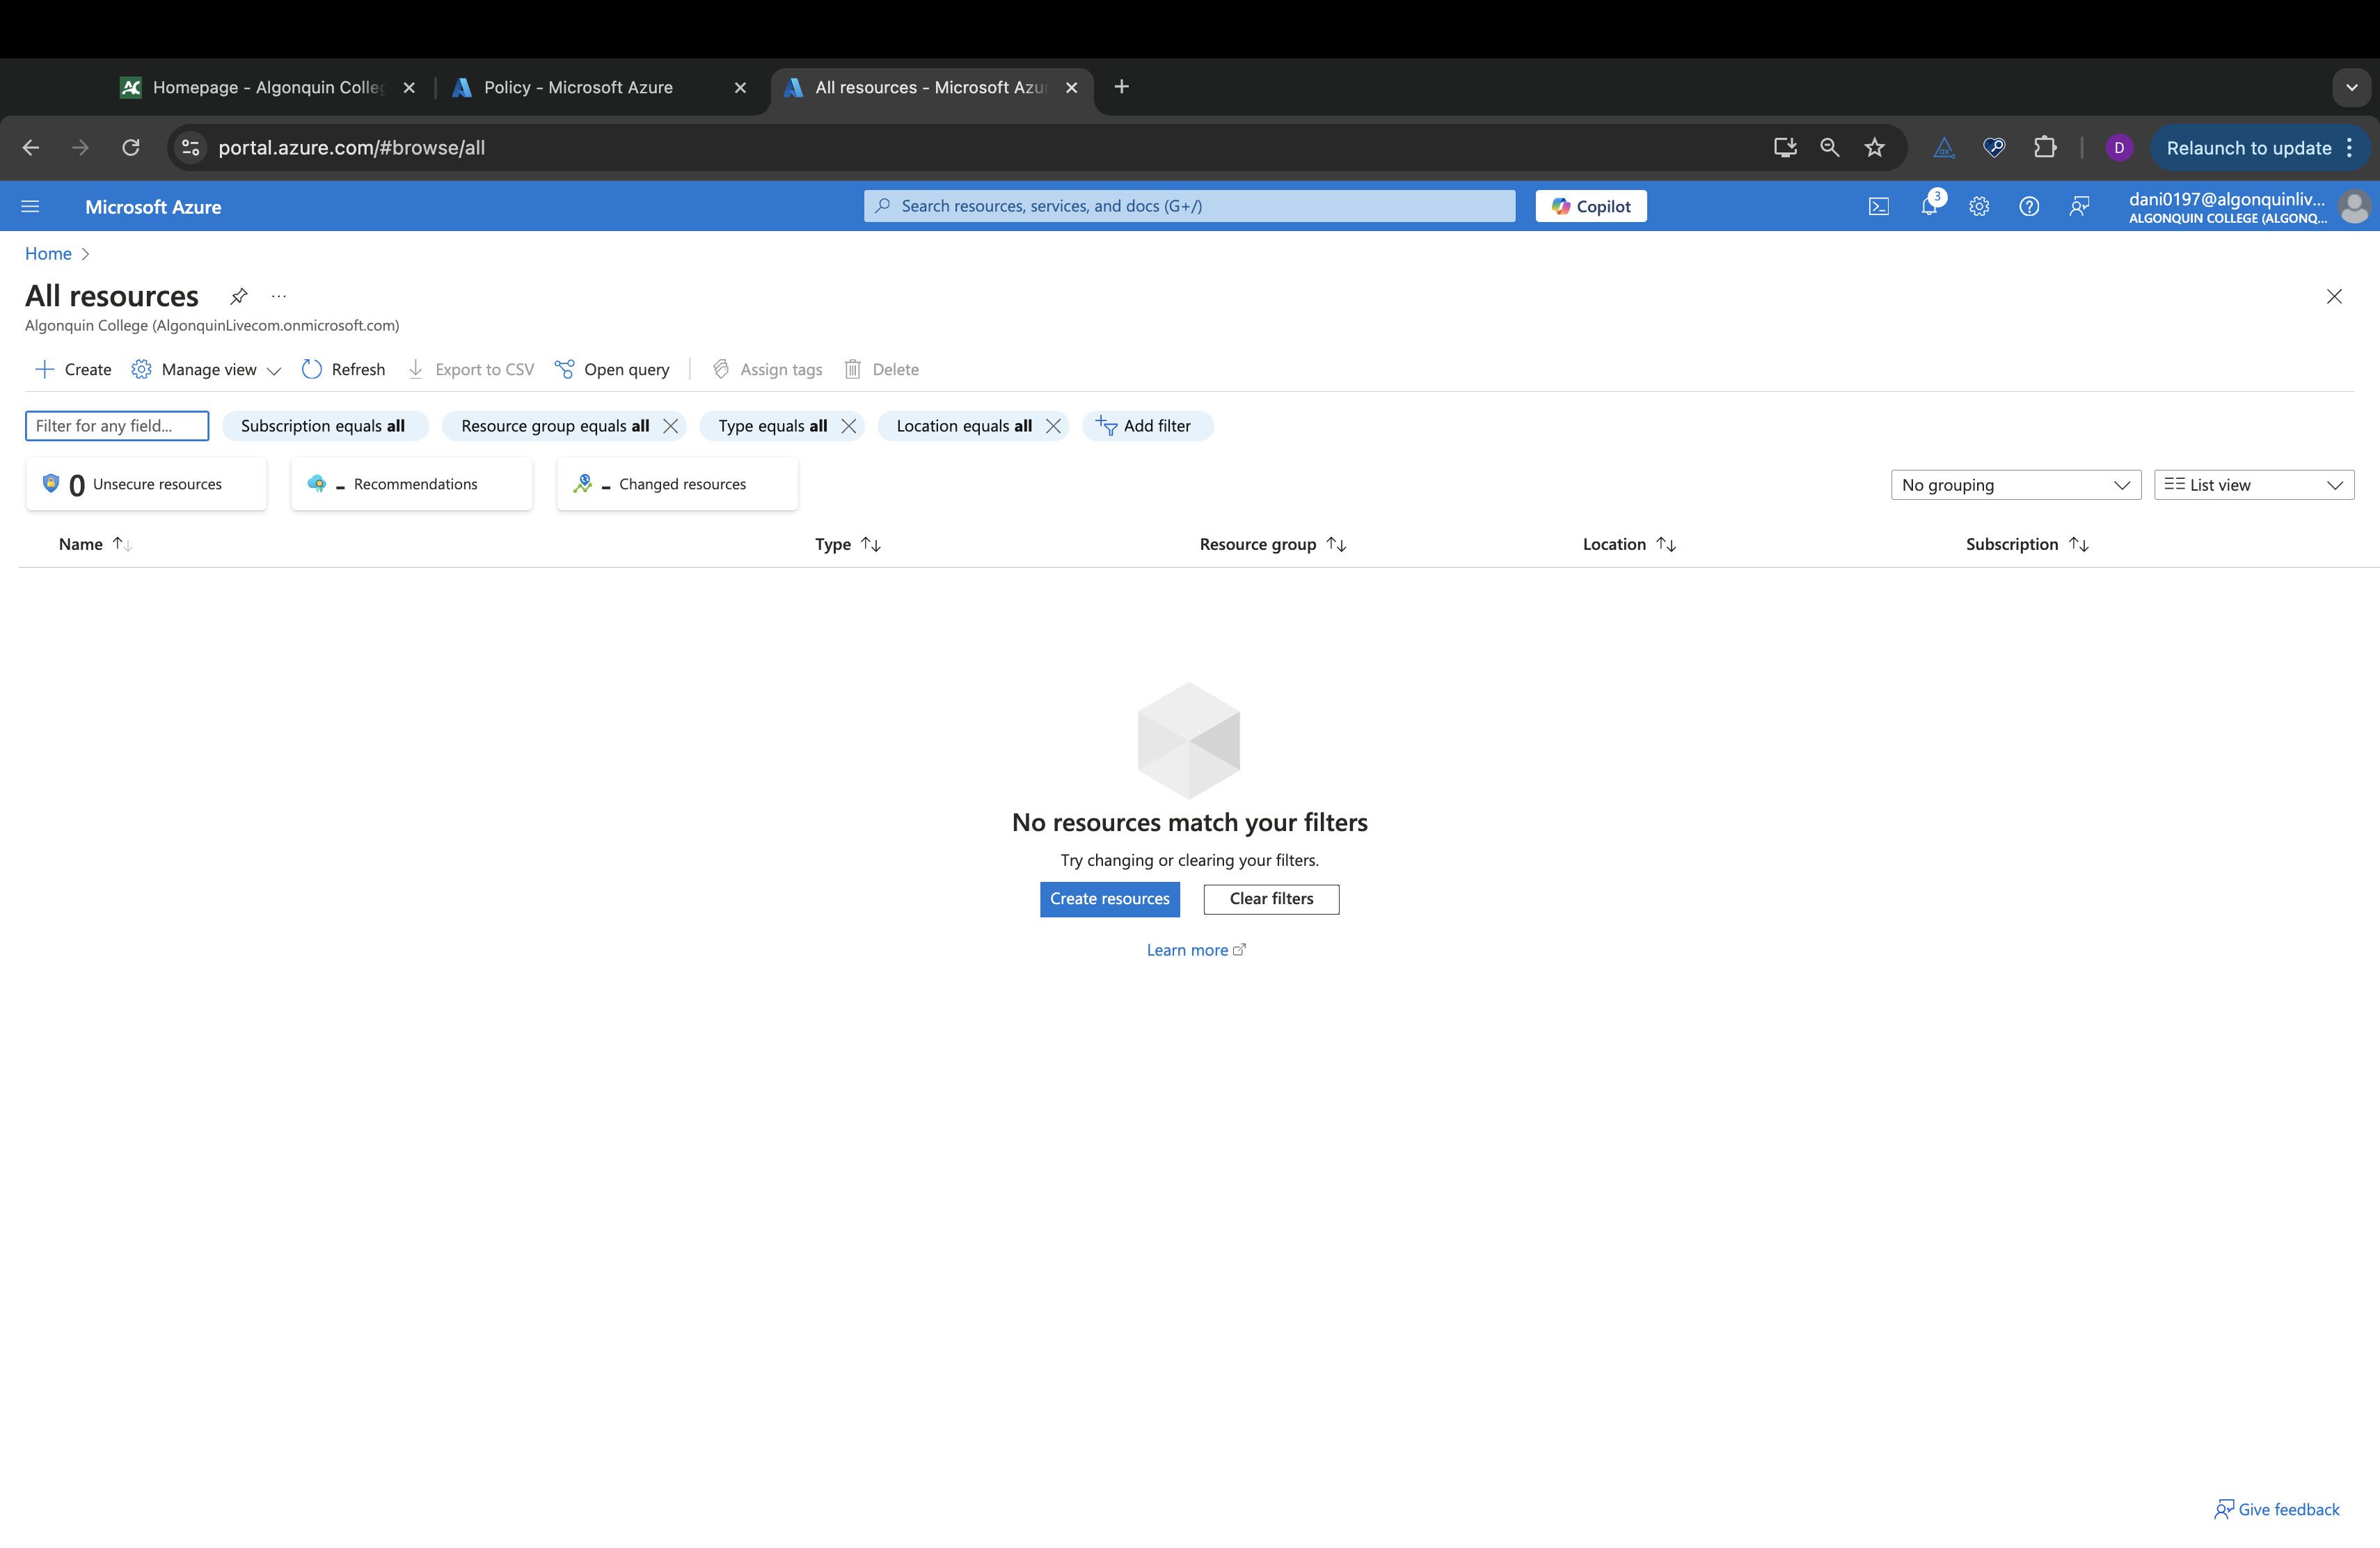 Homepage - Algonquin Colleg
Policy - Microsoft Azure
All resources - Microsoft Azur
portal.azure.com/#browse/all
D
Relaunch to update
Microsoft Azure
Search resources, services, and docs (G+/)
Copilot
3
dani0197@algonquinliv...
ALGONQUIN COLLEGE (ALGONQ...
Home
All resources
Algonquin College (AlgonquinLivecom.onmicrosoft.com)
Create
Manage view
Refresh
Export to CSV
Open query
Assign tags
Delete
Filter for any field...
Subscription equals all
Resource group equals all
Type equals all
Location equals all
Add filter
0 Unsecure resources
- Recommendations
- Changed resources
No grouping
List view
Name
Type
Resource group
Location
Subscription
No resources match your filters
Try changing or clearing your filters.
Create resources
Clear filters
Learn more
Give feedback